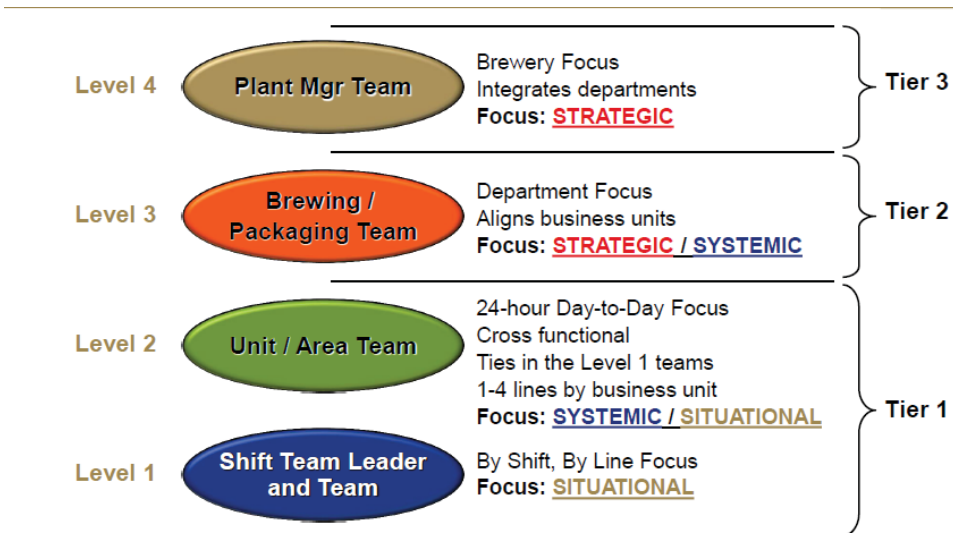 Level 4
Plant Mgr Team
Brewery Focus
Integrates departments
Focus: STRATEGIC
Tier 3
Level 3
Brewing /
Packaging Team
Department Focus
Aligns business units
Focus: STRATEGIC / SYSTEMIC
Tier 2
Level 2
Unit / Area Team
24-hour Day-to-Day Focus
Cross functional
Ties in the Level 1 teams
1-4 lines by business unit
Focus: SYSTEMIC / SITUATIONAL
Tier 1
Level 1
Shift Team Leader
and Team
By Shift, By Line Focus
Focus: SITUATIONAL